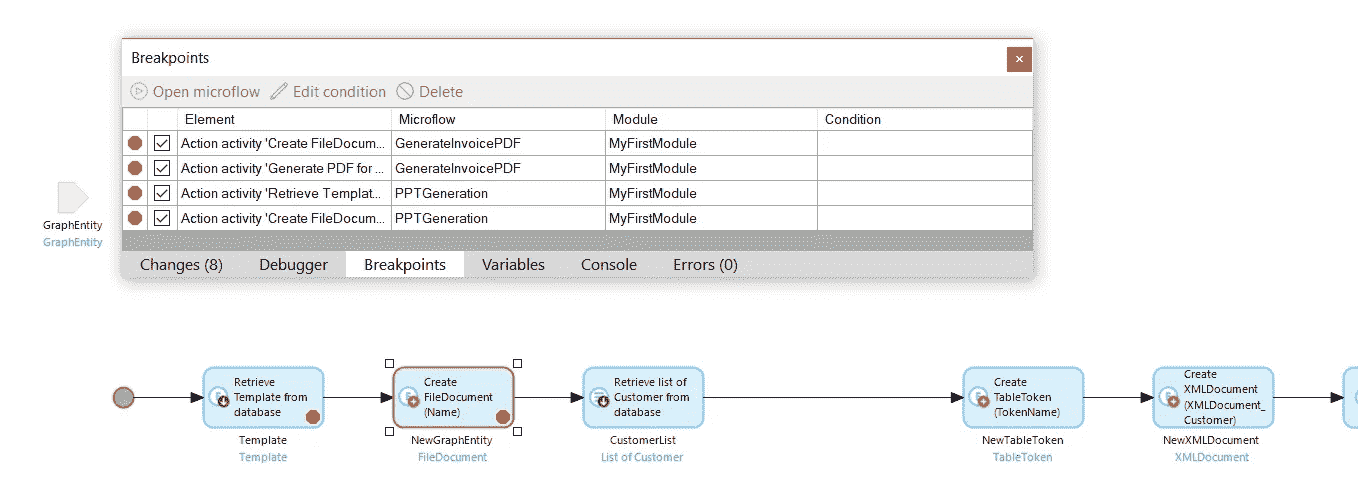 Breakpoints
Open microflow Edit condition Delete
Element Microflow Module Condition
Action activity 'Create FileDocum... GenerateInvoicePDF MyFirstModule
Action activity 'Generate PDF for ... GenerateInvoicePDF MyFirstModule
Action activity 'Retrieve Templat... PPTGeneration MyFirstModule
Action activity 'Create FileDocum... PPTGeneration MyFirstModule
GraphEntity
GraphEntity
Changes (8) Debugger Breakpoints Variables Console Errors (0)
Retrieve
Template from
database
Template
Template
Create
FileDocument
(Name)
NewGraphEntity
FileDocument
Retrieve list of
Customer from
database
CustomerList
List of Customer
Create
TableToken
(TokenName)
NewTableToken
TableToken
Create
XMLDocument
(XMLDocument_
Customer)
NewXMLDocument
XMLDocument